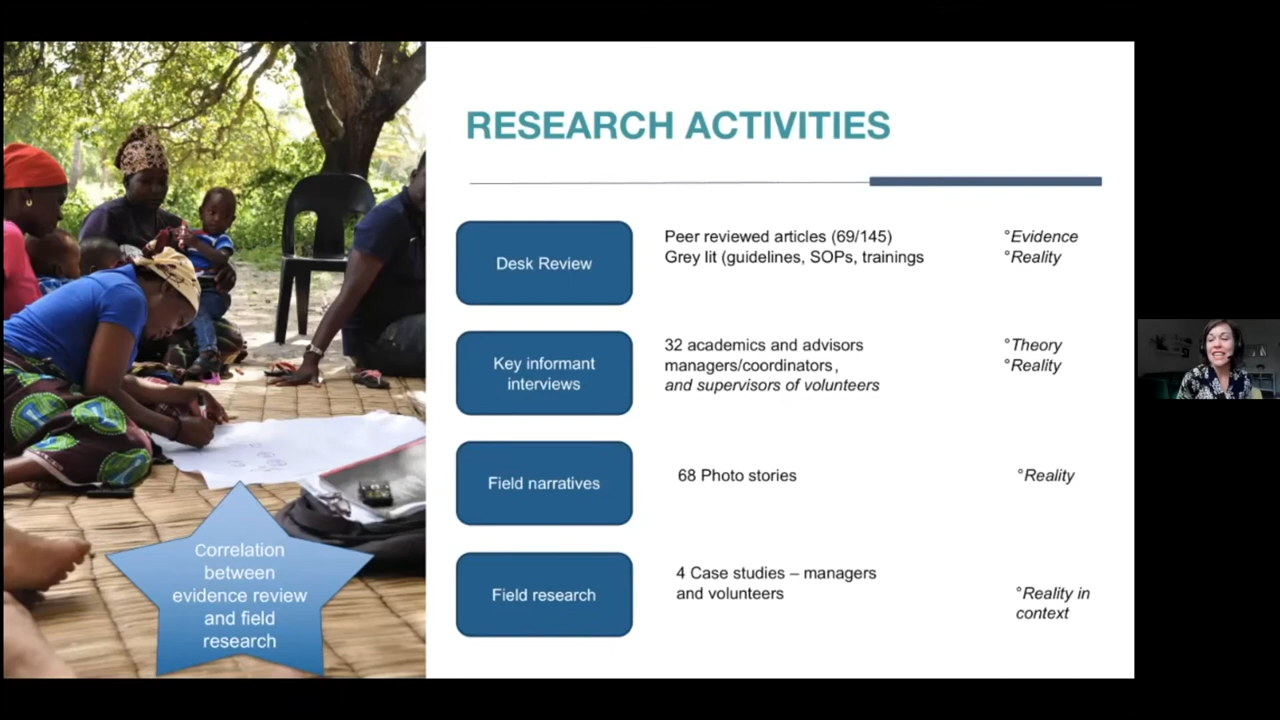 RESEARCH ACTIVITIES
Desk Review
Peer reviewed articles (69/145)
Grey lit (guidelines, SOPs, trainings
°Evidence
°Reality
Key informant
interviews
32 academics and advisors
managers/coordinators,
and supervisors of volunteers
°Theory
°Reality
Field narratives
68 Photo stories
°Reality
Field research
4 Case studies – managers
and volunteers
°Reality in
context
Correlation
between
evidence review
and field
research